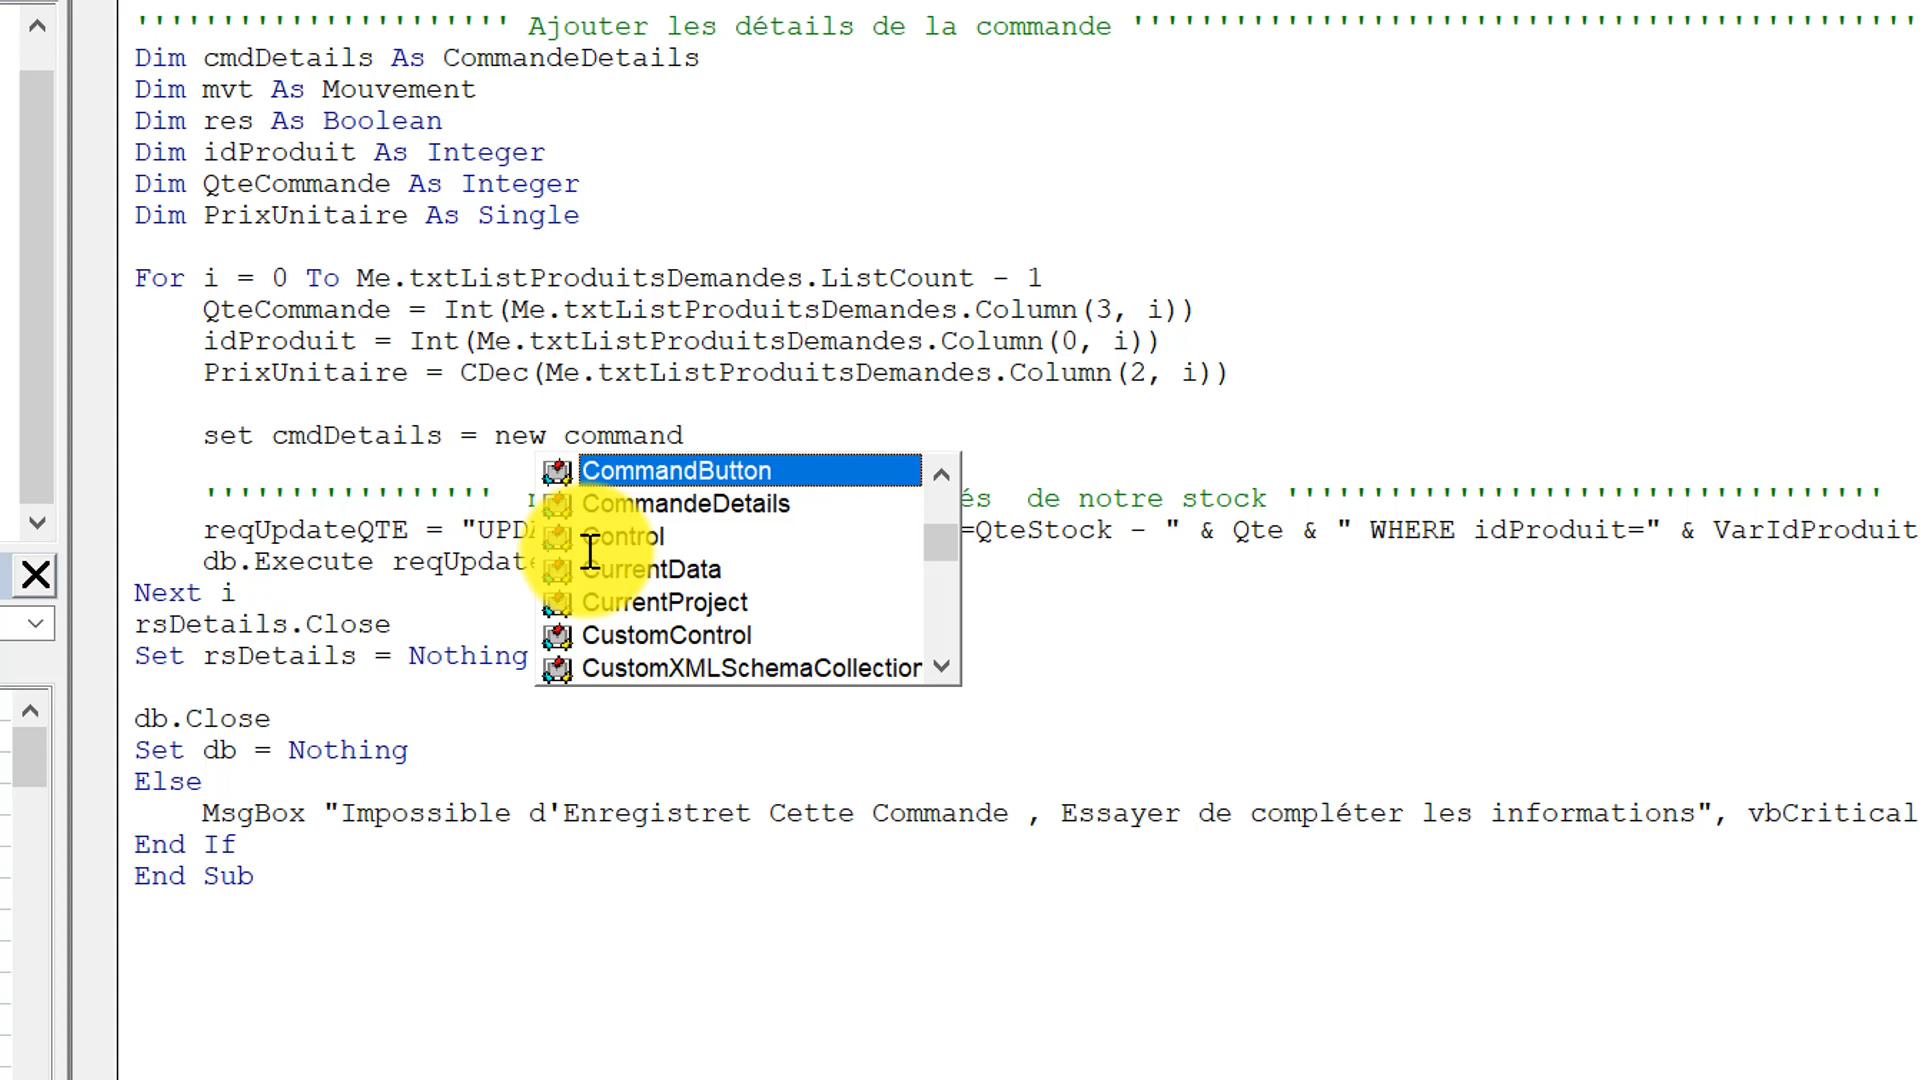 '''''''''''''''''''''' Ajouter les détails de la commande ''''''''''''''''''''''''''''''''''''''''''''''
Dim cmdDetails As CommandeDetails
Dim mvt As Mouvement
Dim res As Boolean
Dim idProduit As Integer
Dim QteCommande As Integer
Dim PrixUnitaire As Single
For i = 0 To Me.txtListProduitsDemandes.ListCount - 1
QteCommande = Int(Me.txtListProduitsDemandes.Column(3, i))
idProduit = Int(Me.txtListProduitsDemandes.Column(0, i))
PrixUnitaire = CDec(Me.txtListProduitsDemandes.Column(2, i))
set cmdDetails = new command
CommandButton
CommandeDetails
Control
CurrentData
CurrentProject
CustomControl
CustomXMLSchemaCollection
''''''''''''''''' de notre stock '''''''''''''''''''''''''''''''''''
reqUpdateQTE = "UPD =QteStock - " & Qte & " WHERE idProduit=" & VarIdProduit
db.Execute reqUpdat
Next i
rsDetails.Close
Set rsDetails = Nothing
db.Close
Set db = Nothing
Else
MsgBox "Impossible d'Enregistret Cette Commande , Essayer de compléter les informations", vbCritical
End If
End Sub